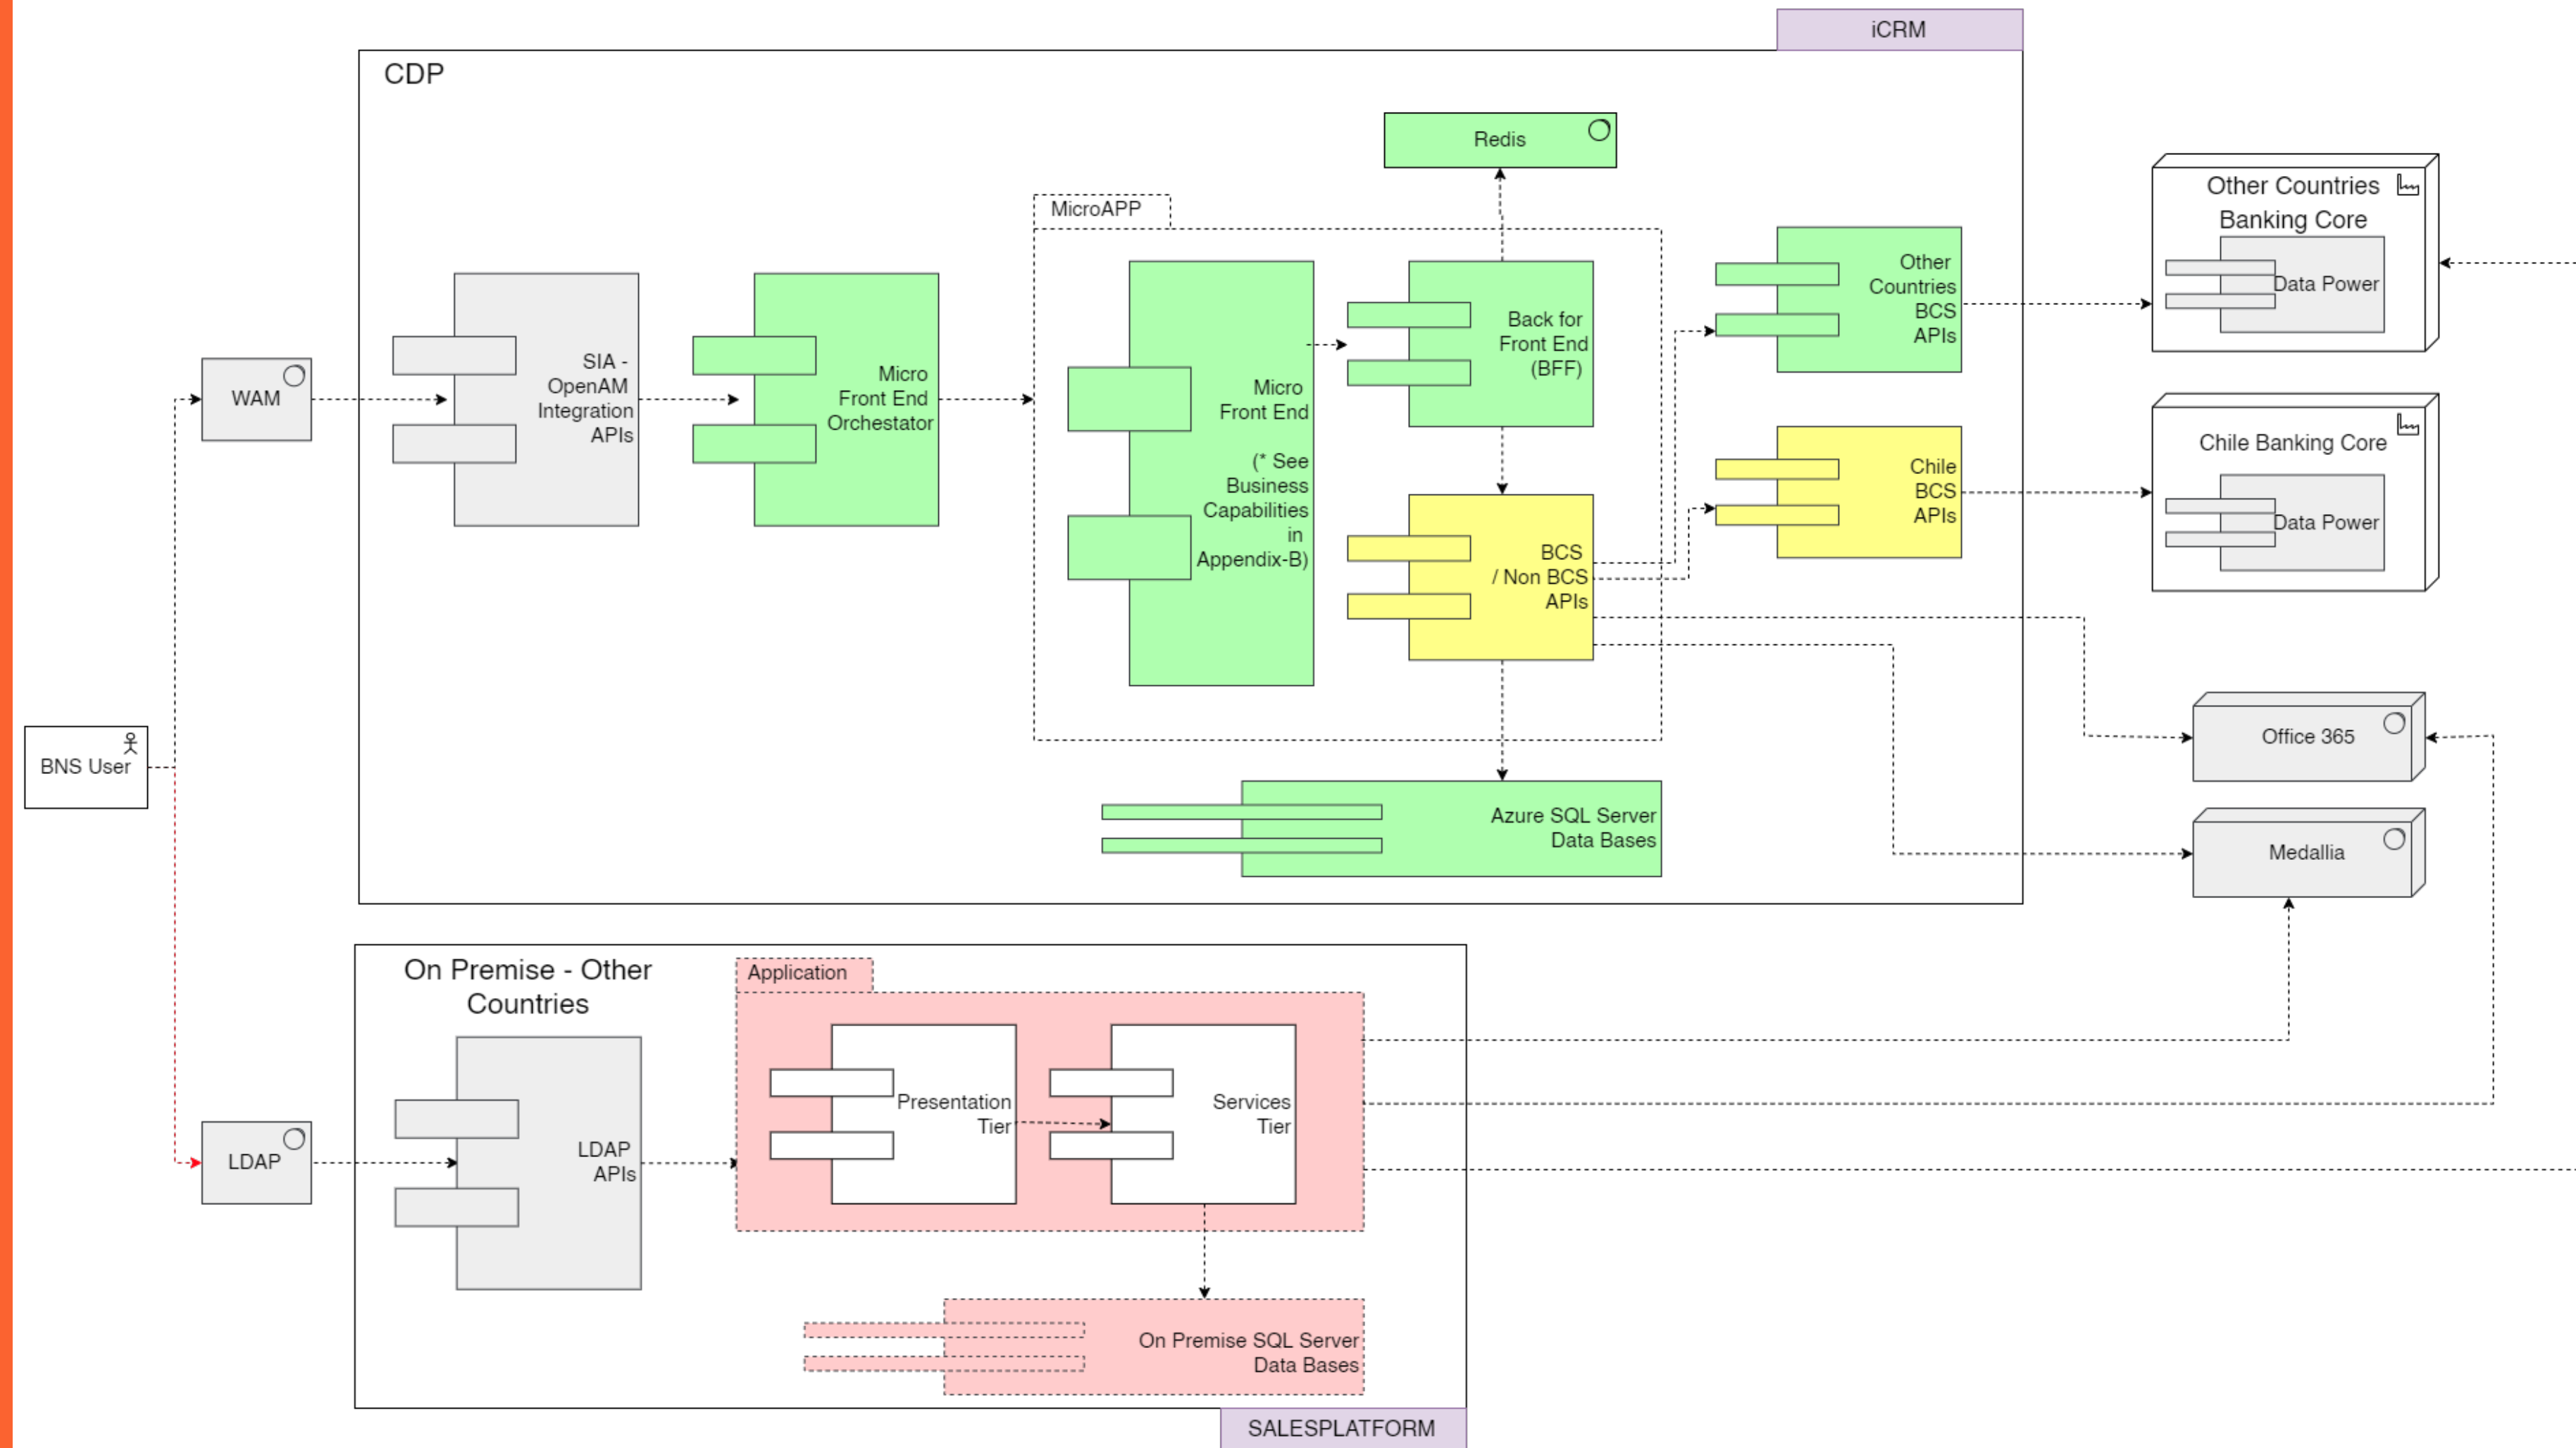 iCRM
CDP
Redis
MicroAPP
Other Countries
Banking Core
Data Power
Other
Countries
BCS
APIs
Back for
Front End
(BFF)
SIA -
OpenAM
Integration
APIs
Micro
Front End
Orchestator
Micro
Front End
(* See
Business
Capabilities
in
Appendix-B)
WAM
Chile Banking Core
Data Power
Chile
BCS
APIs
BCS
/ Non BCS
APIs
BNS User
Office 365
Azure SQL Server
Data Bases
Medallia
On Premise - Other
Countries
Application
Presentation
Tier
Services
Tier
LDAP
LDAP
APIs
On Premise SQL Server
Data Bases
SALESPLATFORM